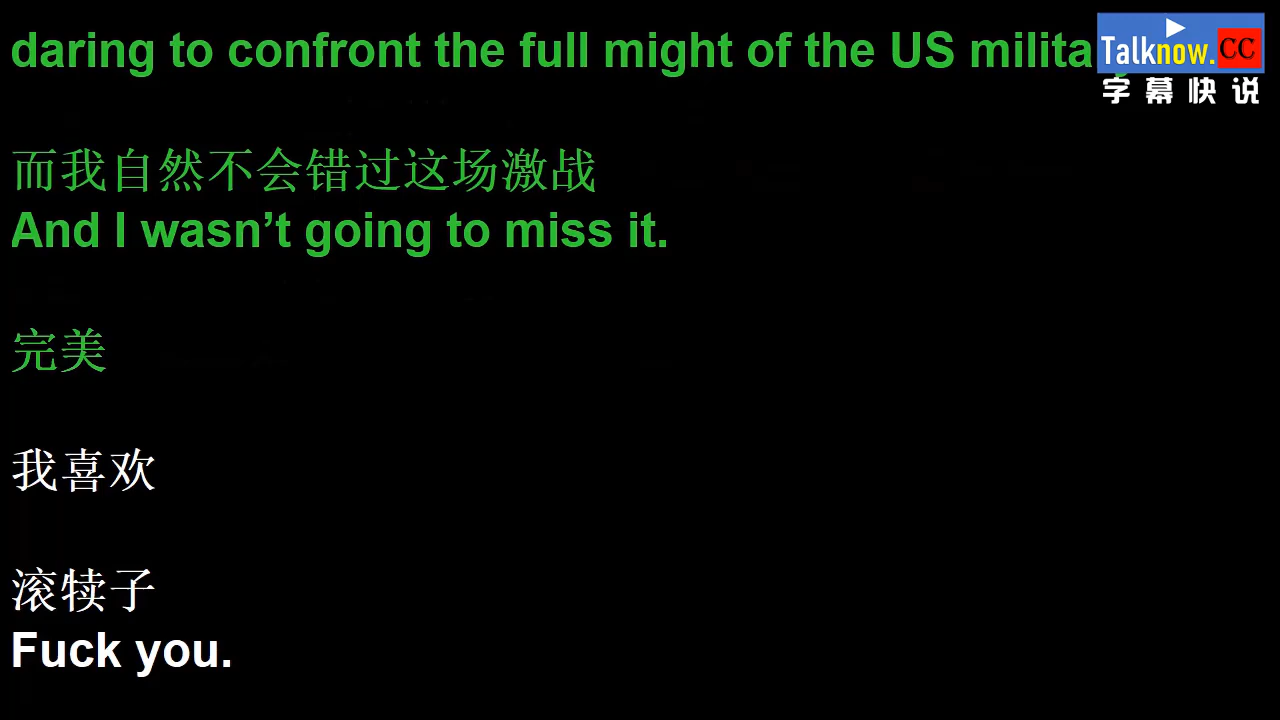 daring to confront the full might of the US milita
Talknow.CC
字幕快说
而我自然不会错过这场激战
And I wasn't going to miss it.
完美
我喜欢
滚犊子
Fuck you.